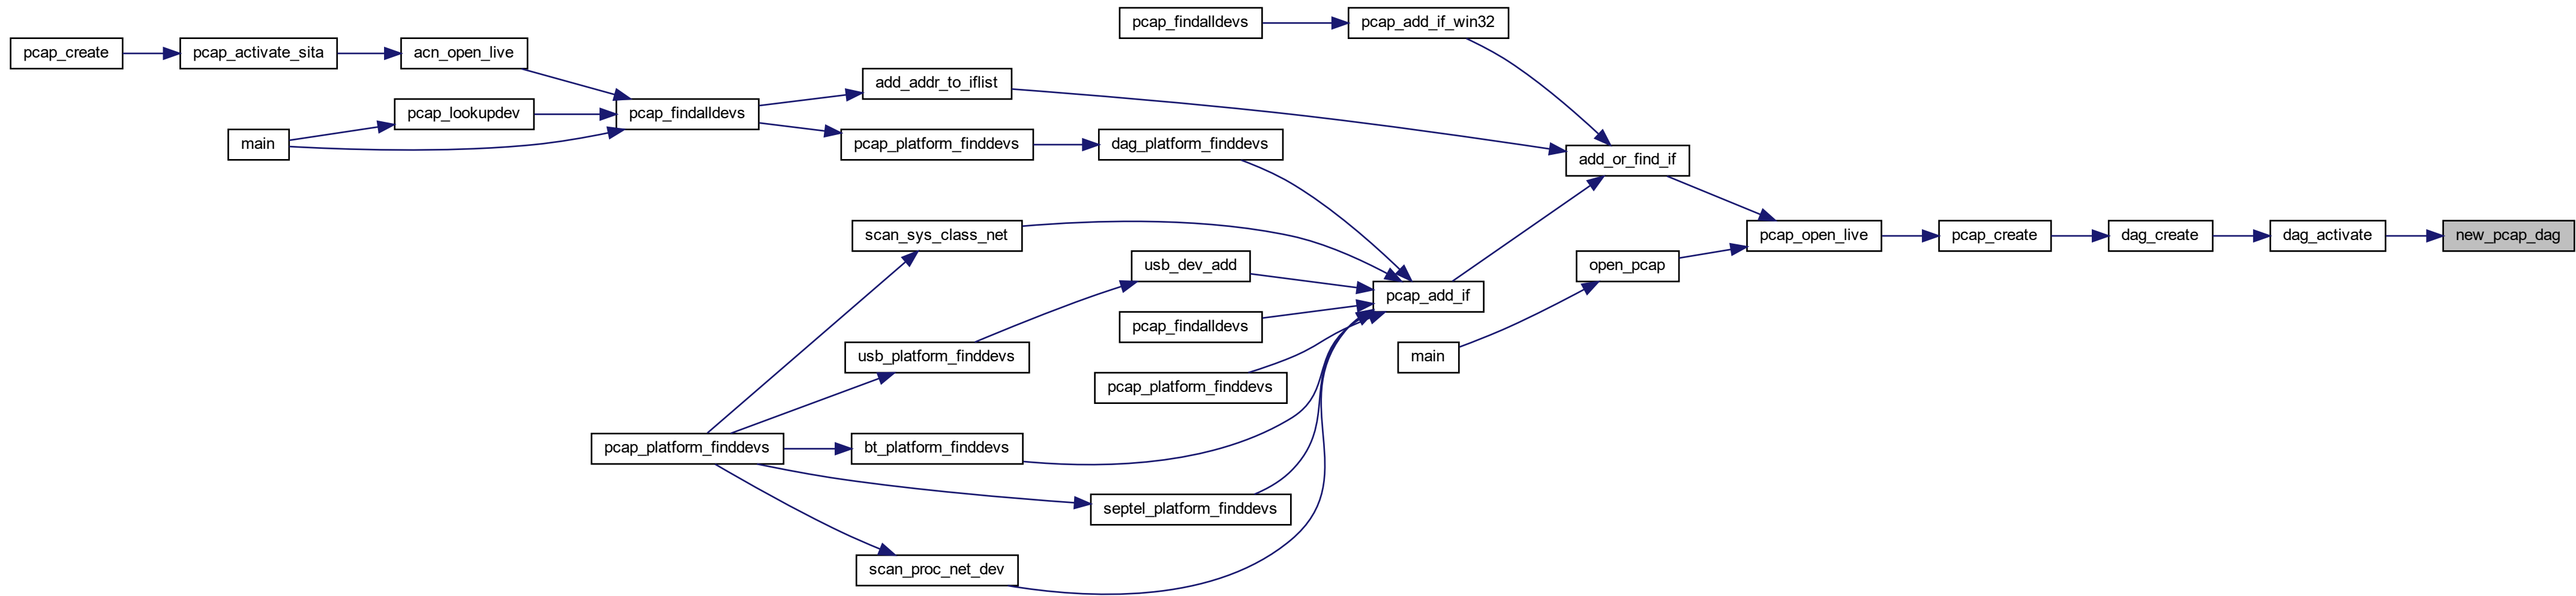 pcap_findalldevs
pcap_add_if_win32
pcap_create
pcap_activate_sita
acn_open_live
add_addr_to_iflist
pcap_lookupdev
pcap_findalldevs
main
pcap_platform_finddevs
dag_platform_finddevs
add_or_find_if
scan_sys_class_net
pcap_open_live
pcap_create
dag_create
dag_activate
new_pcap_dag
usb_dev_add
open_pcap
pcap_add_if
pcap_findalldevs
usb_platform_finddevs
main
pcap_platform_finddevs
pcap_platform_finddevs
bt_platform_finddevs
septel_platform_finddevs
scan_proc_net_dev